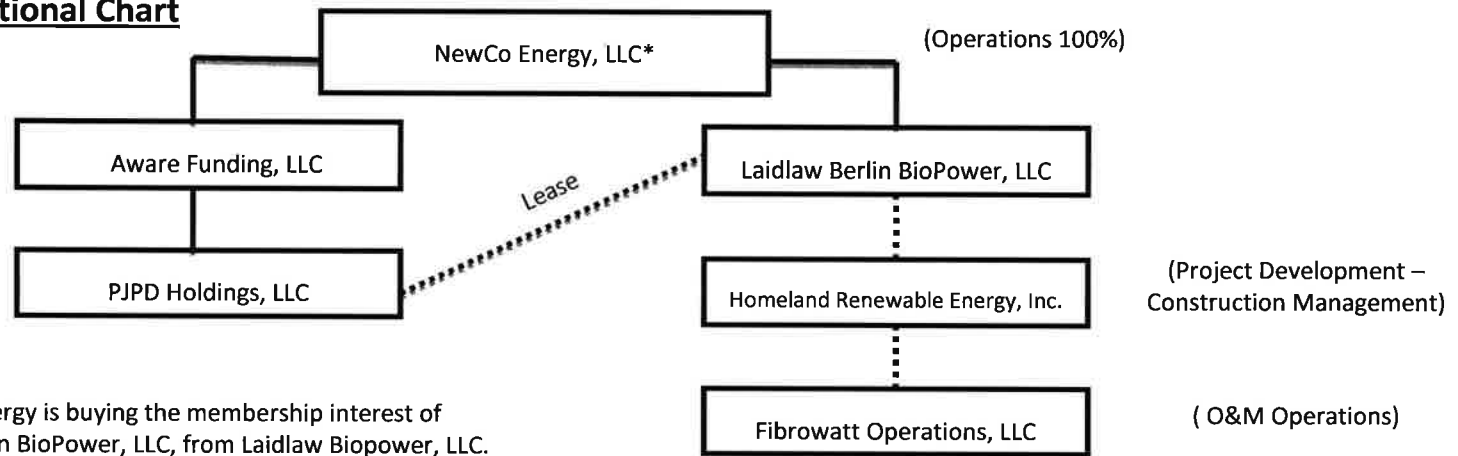 tional Chart
NewCo Energy, LLC*
(Operations 100%)
Aware Funding, LLC
Lease
Laidlaw Berlin BioPower, LLC
PJPD Holdings, LLC
Homeland Renewable Energy, Inc.
(Project Development –
Construction Management)
ergy is buying the membership interest of
n BioPower, LLC, from Laidlaw Biopower, LLC.
Fibrowatt Operations, LLC
( O&M Operations)